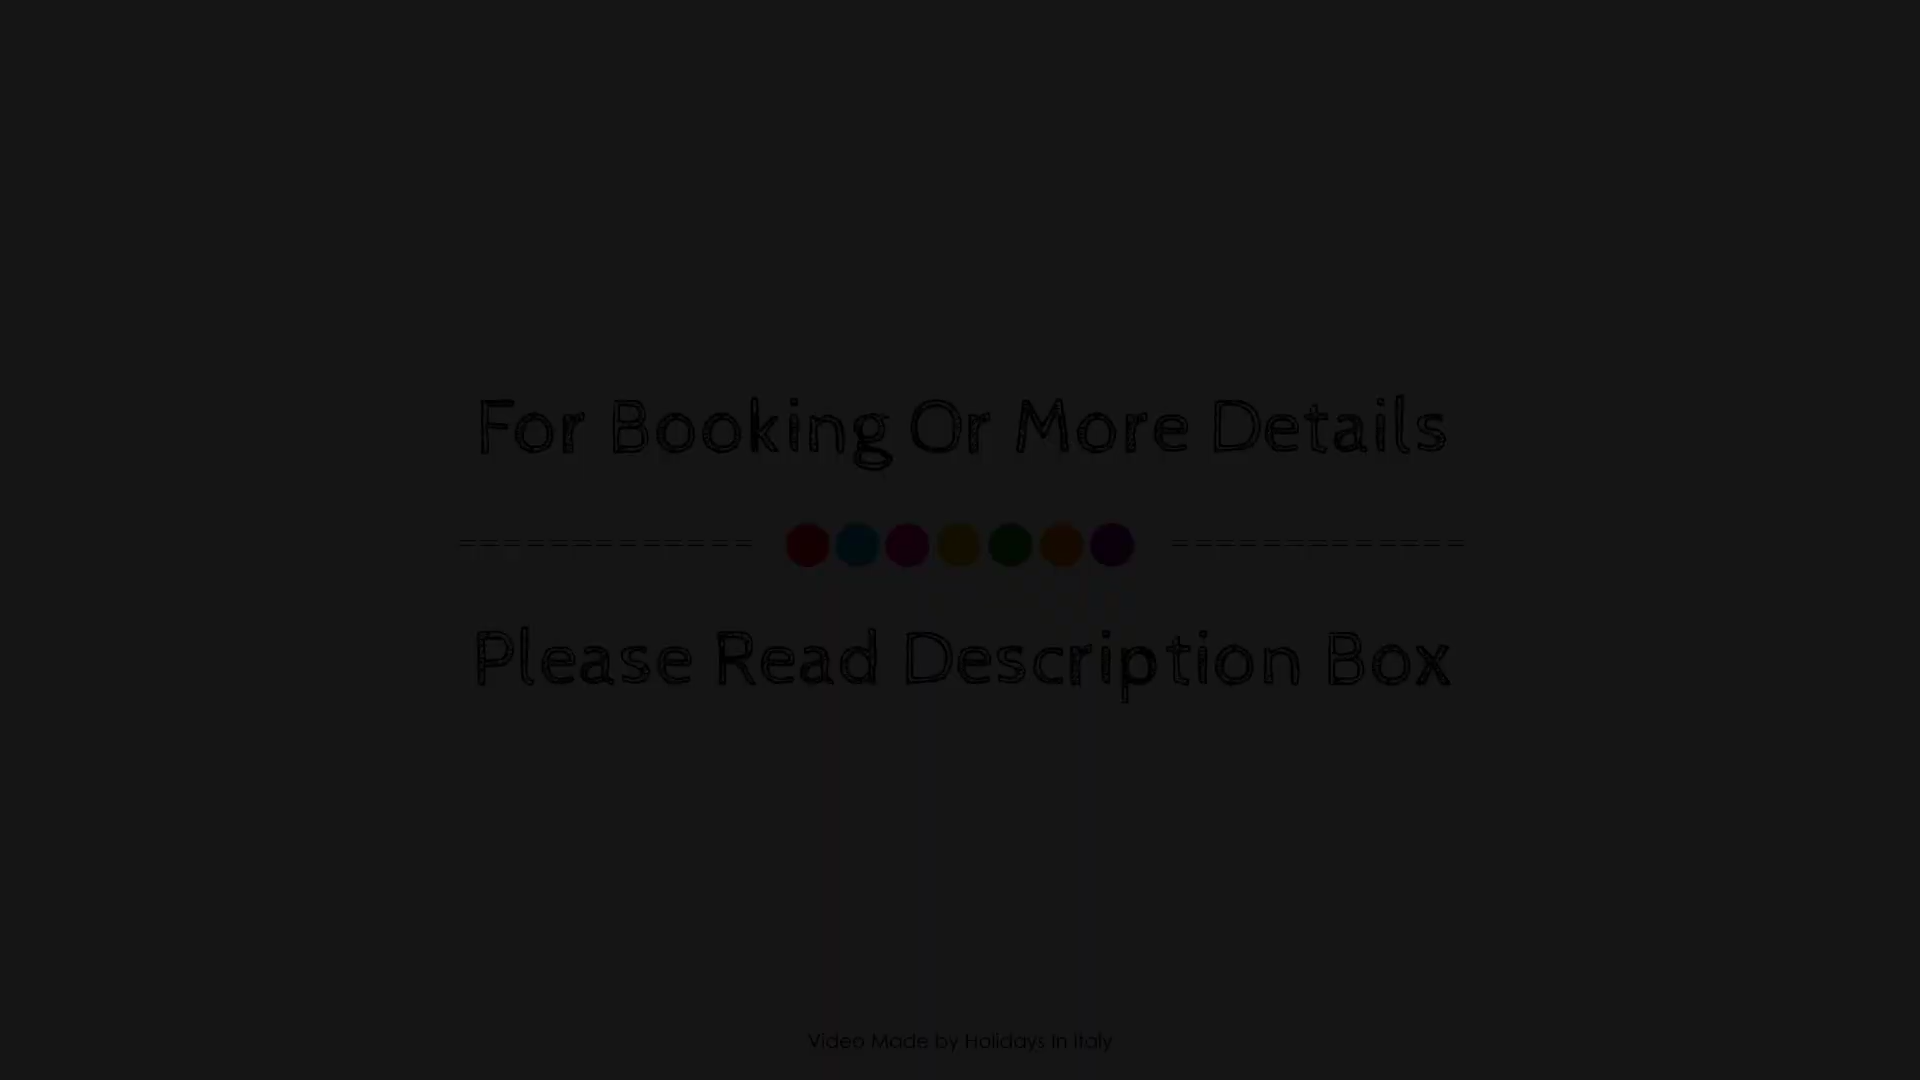 For Booking Or More Details
============= =============
Please Read Description Box
Video Made by Holidays In Italy